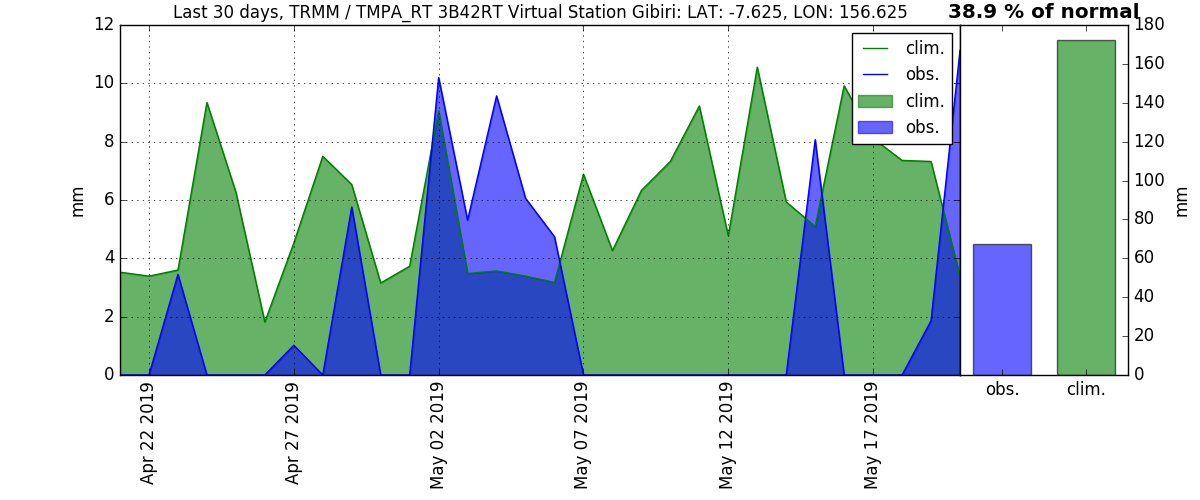 Last 30 days, TRMM / TMPA_RT 3B42RT Virtual Station Gibiri: LAT: -7.625, LON: 156.625
38.9 % of normal
12
10
8
6
4
2
0
mm
clim.
obs.
clim.
obs.
Apr 22 2019
Apr 27 2019
May 02 2019
May 07 2019
May 12 2019
May 17 2019
180
160
140
120
100
80
60
40
20
0
mm
obs.
clim.